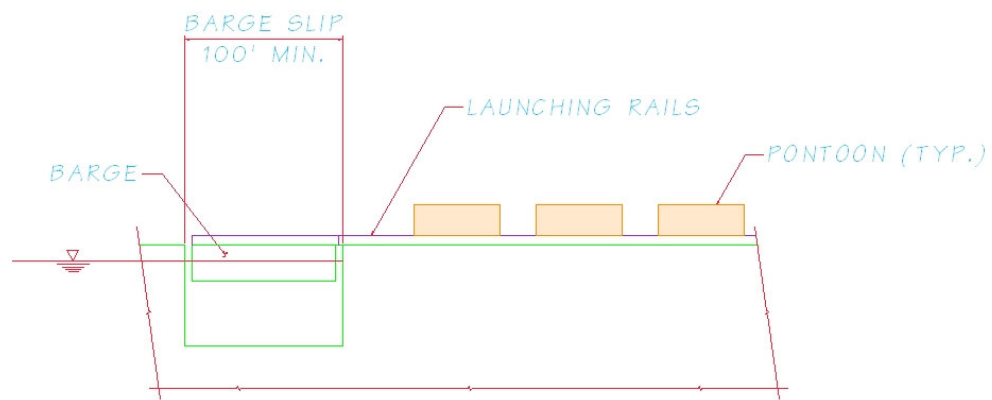 BARGE SLIP
100' MIN.
LAUNCHING RAILS
PONTOON (TYP.)
BARGE